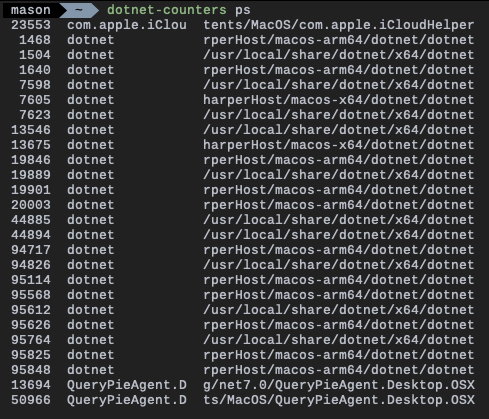 mason ~ dotnet-counters ps
23553 com.apple.iClou tents/MacOS/com.apple.iCloudHelper
1468 dotnet rperHost/macos-arm64/dotnet/dotnet
1504 dotnet /usr/local/share/dotnet/x64/dotnet
1640 dotnet rperHost/macos-arm64/dotnet/dotnet
7598 dotnet /usr/local/share/dotnet/x64/dotnet
7605 dotnet harperHost/macos-x64/dotnet/dotnet
7623 dotnet /usr/local/share/dotnet/x64/dotnet
13546 dotnet /usr/local/share/dotnet/x64/dotnet
13675 dotnet harperHost/macos-x64/dotnet/dotnet
19846 dotnet rperHost/macos-arm64/dotnet/dotnet
19889 dotnet /usr/local/share/dotnet/x64/dotnet
19901 dotnet rperHost/macos-arm64/dotnet/dotnet
20003 dotnet rperHost/macos-arm64/dotnet/dotnet
44885 dotnet /usr/local/share/dotnet/x64/dotnet
44894 dotnet /usr/local/share/dotnet/x64/dotnet
94717 dotnet rperHost/macos-arm64/dotnet/dotnet
94826 dotnet /usr/local/share/dotnet/x64/dotnet
95114 dotnet rperHost/macos-arm64/dotnet/dotnet
95568 dotnet rperHost/macos-arm64/dotnet/dotnet
95612 dotnet /usr/local/share/dotnet/x64/dotnet
95626 dotnet rperHost/macos-arm64/dotnet/dotnet
95764 dotnet /usr/local/share/dotnet/x64/dotnet
95825 dotnet rperHost/macos-arm64/dotnet/dotnet
95848 dotnet rperHost/macos-arm64/dotnet/dotnet
13694 QueryPieAgent.D g/net7.0/QueryPieAgent.Desktop.OSX
50966 QueryPieAgent.D ts/MacOS/QueryPieAgent.Desktop.OSX